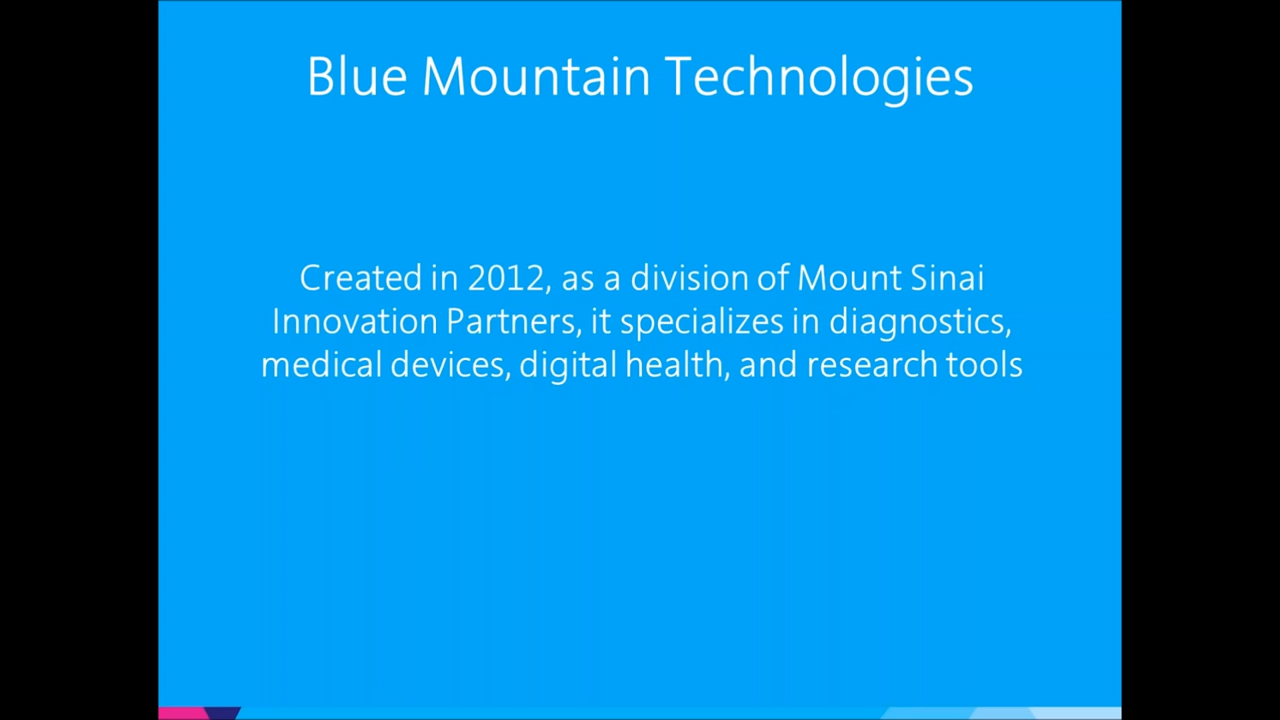 Blue Mountain Technologies
Created in 2012, as a division of Mount Sinai
Innovation Partners, it specializes in diagnostics,
medical devices, digital health, and research tools